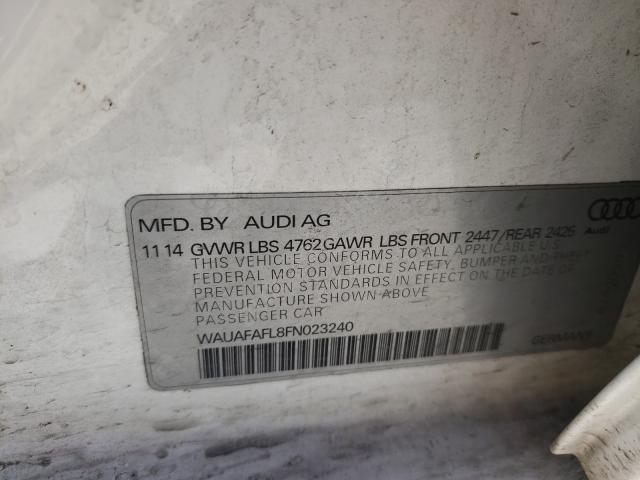 MFD. BY AUDI AG
1114 GVWR LBS 4762 GAWR LBS FRONT 2447/REAR 2425
Audi
THIS VEHICLE CONFORMS TO ALL APPLICABLE U.S.
FEDERAL MOTOR VEHICLE SAFETY, BUMPER AND THEFT
PREVENTION STANDARDS IN EFFECT ON THE DATE OF
MANUFACTURE SHOWN ABOVE
PASSENGER CAR
WAUAFAFL8FN023240
GERMANY